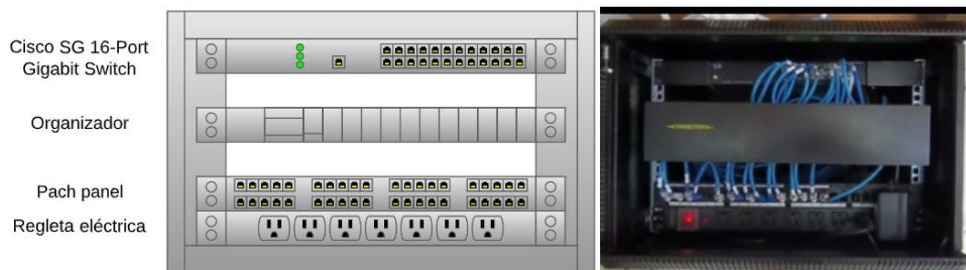 Cisco SG 16-Port
Gigabit Switch
Organizador
Pach panel
Regleta eléctrica